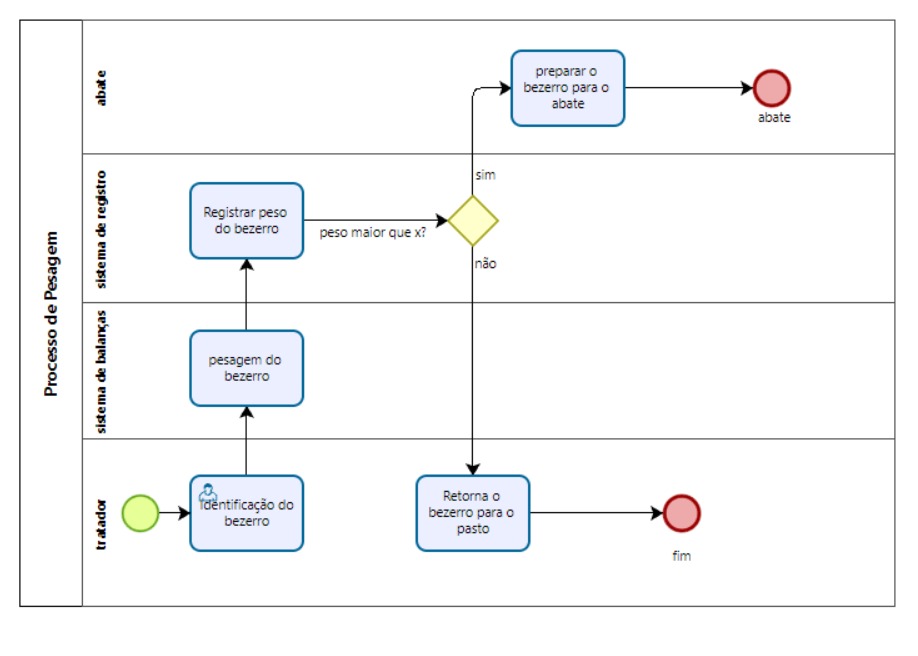 Processo de Pesagem
abate
preparar o
bezerro para o
abate
abate
sistema de registro
Registrar peso
do bezerro
peso maior que x?
sim
não
sistema de balanças
pesagem do
bezerro
tratador
Identificação do
bezerro
Retorna o
bezerro para o
pasto
fim